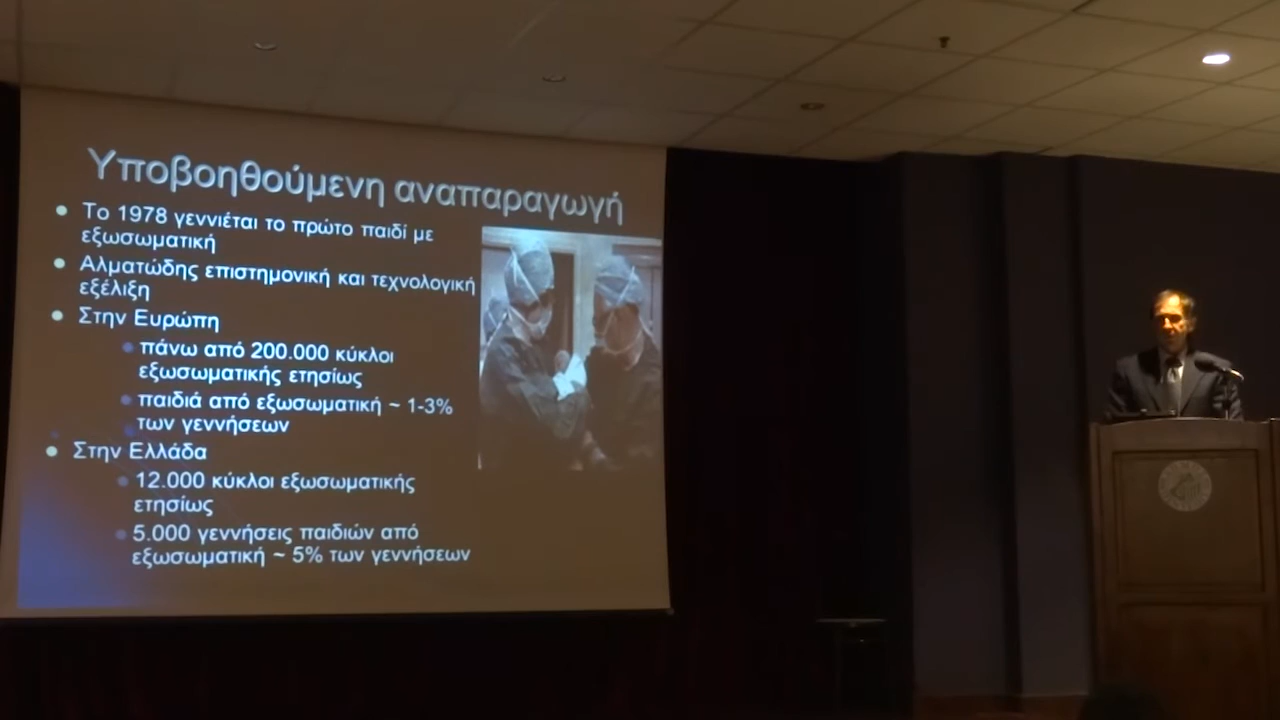 Υποβοηθούμενη αναπαραγωγή
Το 1978 γεννιέται το πρώτο παιδί με
εξωσωματική
Αλματώδης επιστημονική και τεχνολογική
εξέλιξη
Στην Ευρώπη
πάνω από 200.000 κύκλοι
εξωσωματικής ετησίως
παιδιά από εξωσωματική ~ 1-3%
των γεννήσεων
Στην Ελλάδα
12.000 κύκλοι εξωσωματικής
ετησίως
5.000 γεννήσεις παιδιών από
εξωσωματική ~ 5% των γεννήσεων